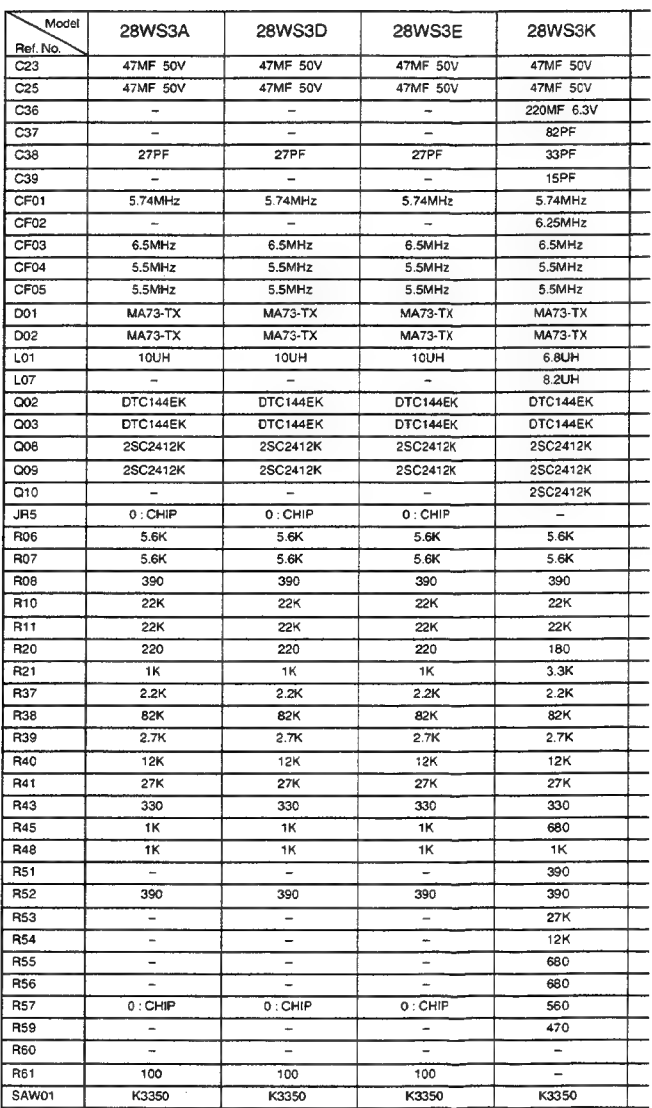 Model 28WS3A 28WS3D 28WS3E 28WS3K
Ref. No.
C23 47MF 50V 47MF 50V 47MF 50V 47MF 50V
C25 47MF 50V 47MF 50V 47MF 50V 47MF 50V
C36 – – – 220MF 6.3V
C37 – – – 82PF
C38 27PF 27PF 27PF 33PF
C39 – – – 15PF
CF01 5.74MHz 5.74MHz 5.74MHz 5.74MHz
CF02 – – – 6.25MHz
CF03 6.5MHz 6.5MHz 6.5MHz 6.5MHz
CF04 5.5MHz 5.5MHz 5.5MHz 5.5MHz
CF05 5.5MHz 5.5MHz 5.5MHz 5.5MHz
D01 MA73-TX MA73-TX MA73-TX MA73-TX
D02 MA73-TX MA73-TX MA73-TX MA73-TX
L01 10UH 10UH 10UH 6.8UH
L07 – – – 8.2UH
Q02 DTC144EK DTC144EK DTC144EK DTC144EK
Q03 DTC144EK DTC144EK DTC144EK DTC144EK
Q08 2SC2412K 2SC2412K 2SC2412K 2SC2412K
Q09 2SC2412K 2SC2412K 2SC2412K 2SC2412K
Q10 – – – 2SC2412K
JR5 0 : CHIP 0 : CHIP 0 : CHIP –
R06 5.6K 5.6K 5.6K 5.6K
R07 5.6K 5.6K 5.6K 5.6K
R08 390 390 390 390
R10 22K 22K 22K 22K
R11 22K 22K 22K 22K
R20 220 220 220 180
R21 1K 1K 1K 3.3K
R37 2.2K 2.2K 2.2K 2.2K
R38 82K 82K 82K 82K
R39 2.7K 2.7K 2.7K 2.7K
R40 12K 12K 12K 12K
R41 27K 27K 27K 27K
R43 330 330 330 330
R45 1K 1K 1K 680
R48 1K 1K 1K 1K
R51 – – – 390
R52 390 390 390 390
R53 – – – 27K
R54 – – – 12K
R55 – – – 680
R56 – – – 680
R57 0 : CHIP 0 : CHIP 0 : CHIP 560
R59 – – – 470
R60 – – – –
R61 100 100 100 –
SAW01 K3350 K3350 K3350 K3350